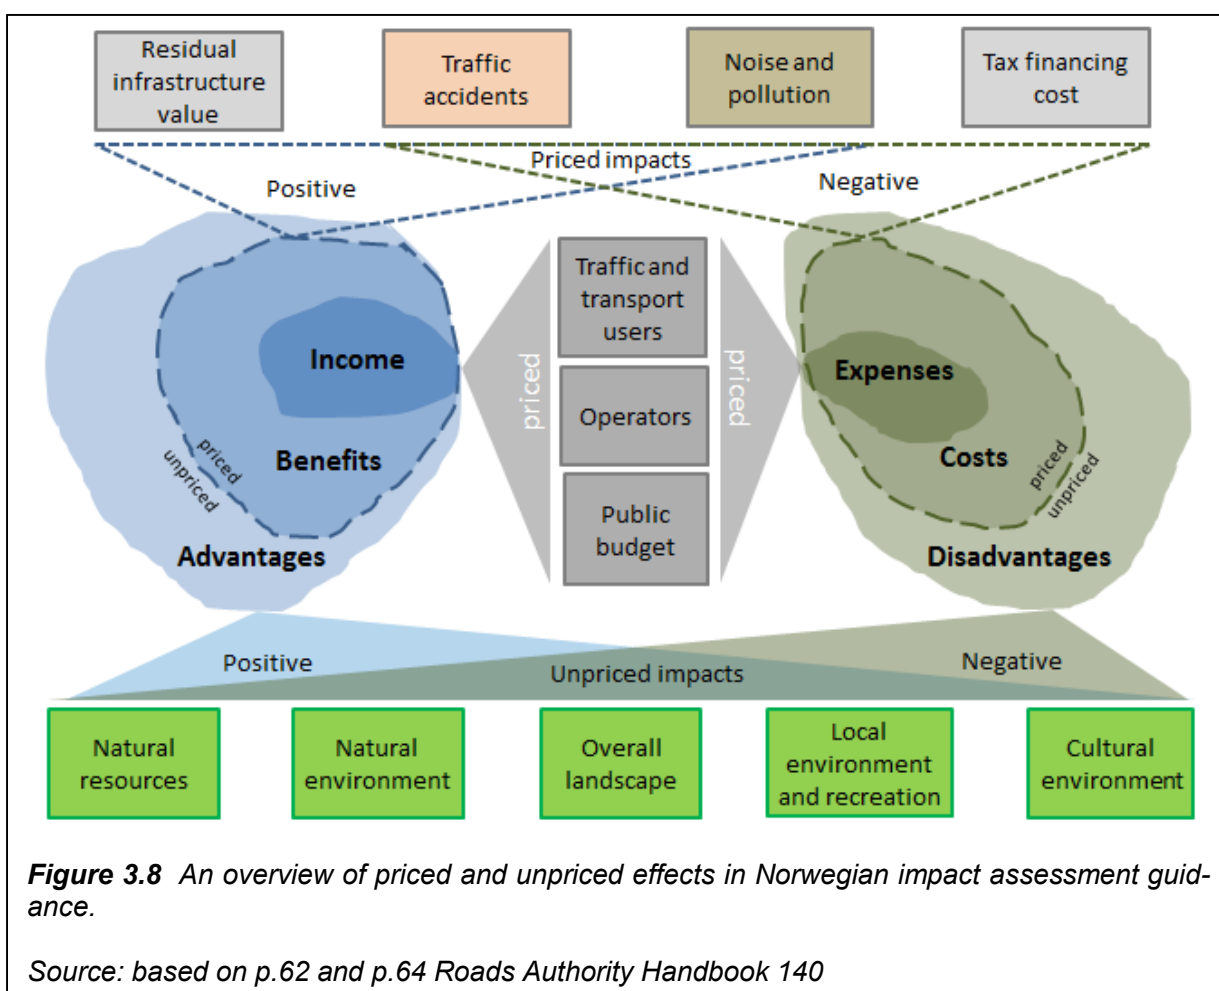 Residual
infrastructure
value
Traffic
accidents
Noise and
pollution
Tax financing
cost
Priced impacts
Positive
Negative
Traffic and
transport
users
priced
priced
Income
Expenses
Operators
Benefits
Costs
priced
unpriced
priced
unpriced
Public
budget
Advantages
Disadvantages
Positive
Unpriced impacts
Negative
Natural
resources
Natural
environment
Overall
landscape
Local
environment
and recreation
Cultural
environment
Figure 3.8 An overview of priced and unpriced effects in Norwegian impact assessment guid-
ance.
Source: based on p.62 and p.64 Roads Authority Handbook 140